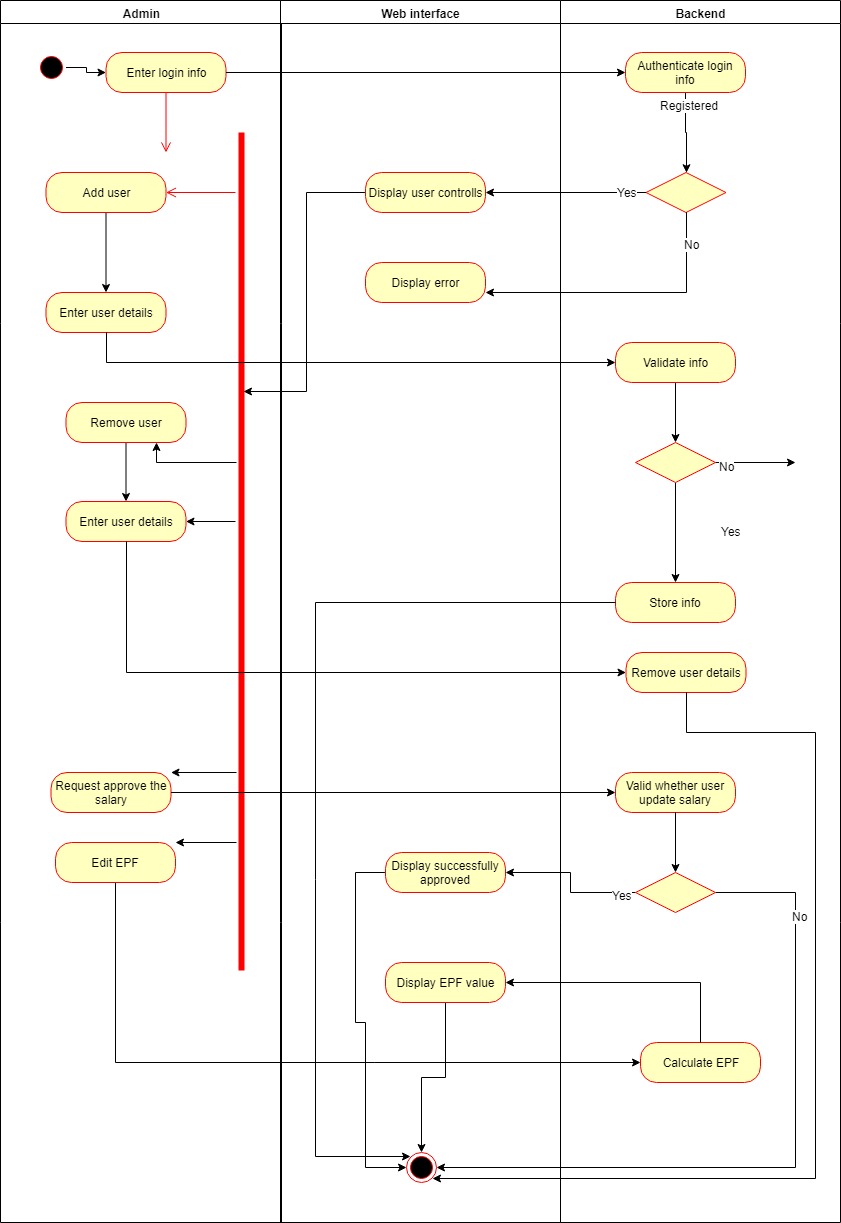 Admin
Web interface
Backend
Enter login info
Authenticate login
info
Registered
Add user
Display user controlls
Yes
No
Display error
Enter user details
Validate info
Remove user
No
Enter user details
Yes
Store info
Remove user details
Request approve the
salary
Valid whether user
update salary
Edit EPF
Display successfully
approved
Yes
No
Display EPF value
Calculate EPF